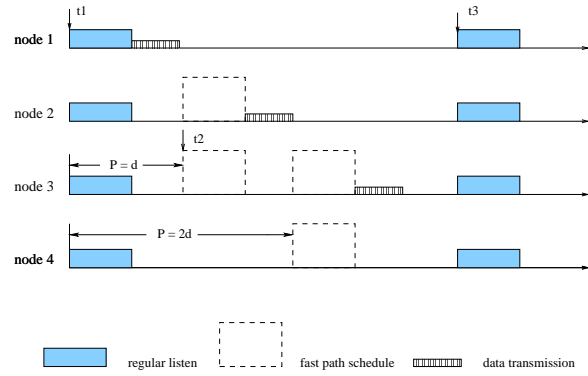 t1
t3
node 1
node 2
t2
P = d
node 3
P = 2d
node 4
regular listen
fast path schedule
data transmission